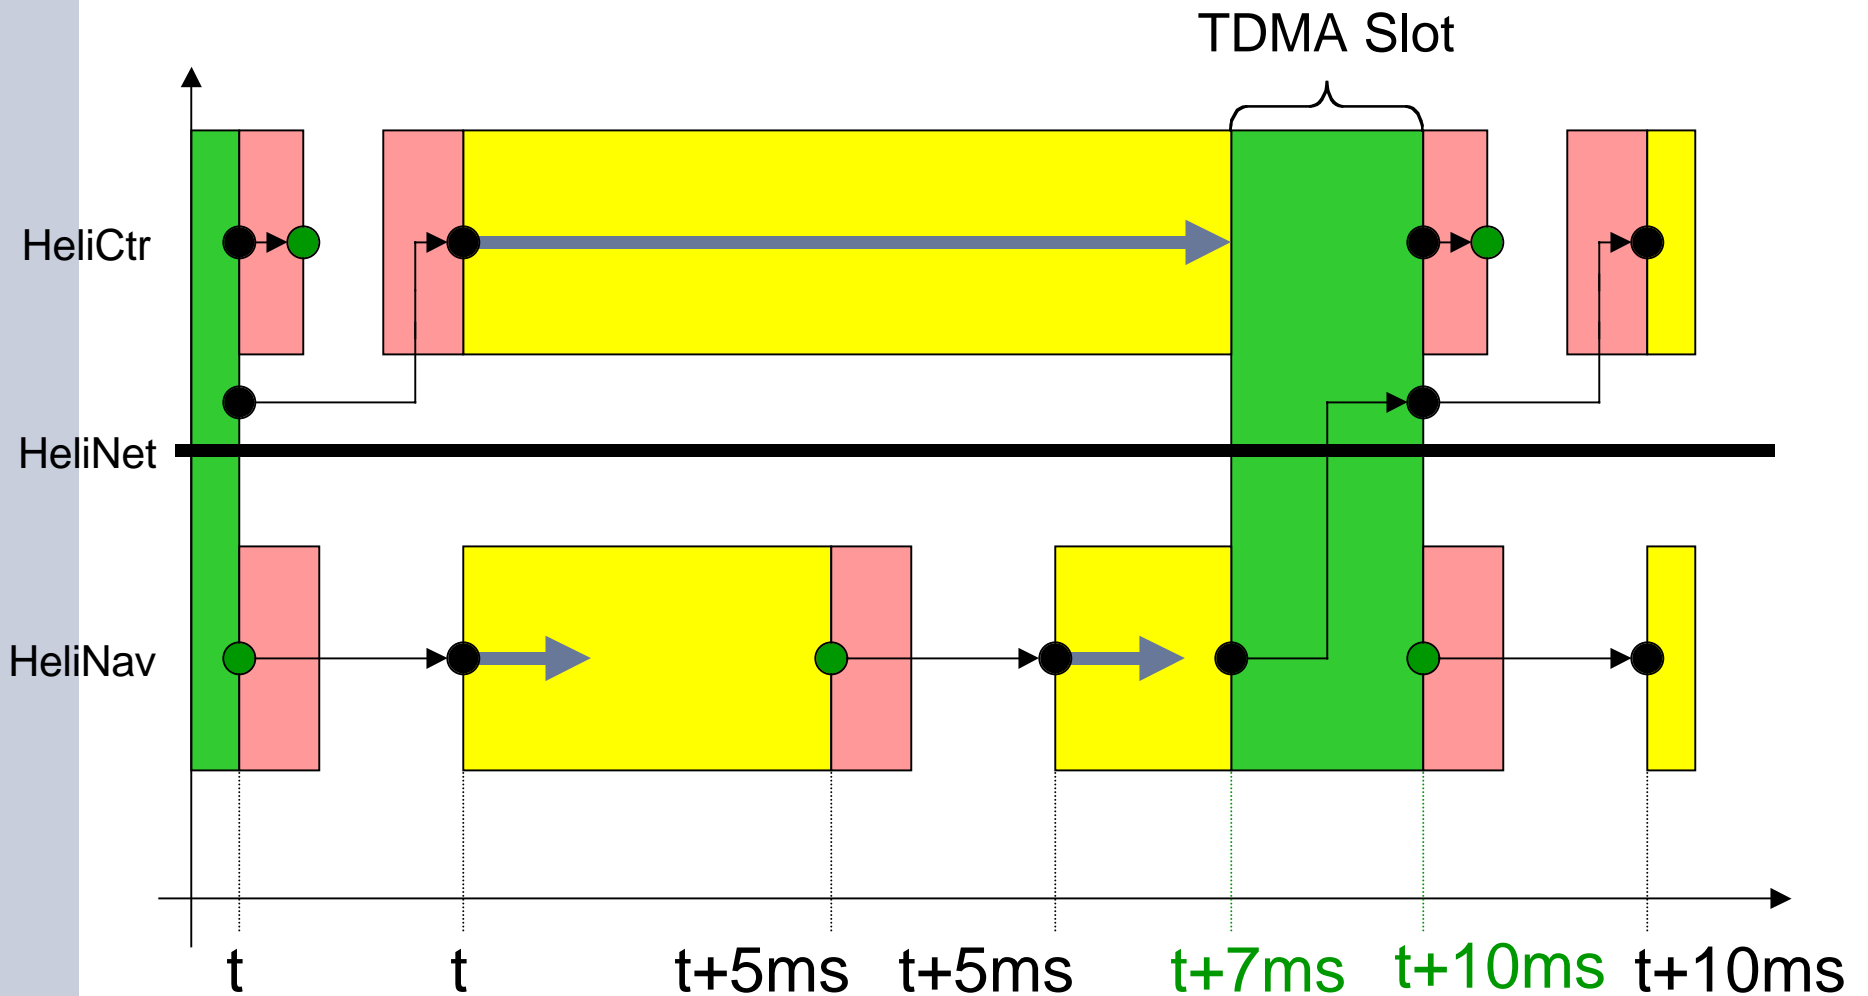 TDMA Slot
HeliCtr
HeliNet
HeliNav
t t t+5ms t+5ms t+7ms t+10ms t+10ms